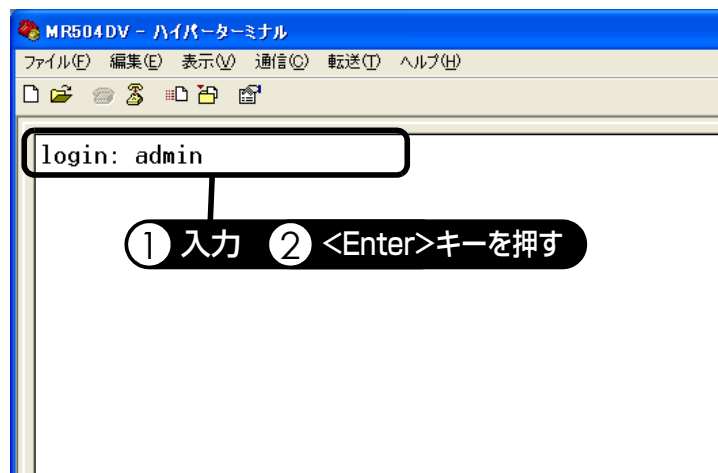 MR504DV - ハイパーターミナル
ファイル(F) 編集(E) 表示(V) 通信(C) 転送(T) ヘルプ(H)
login: admin
① 入力 ② <Enter>キーを押す